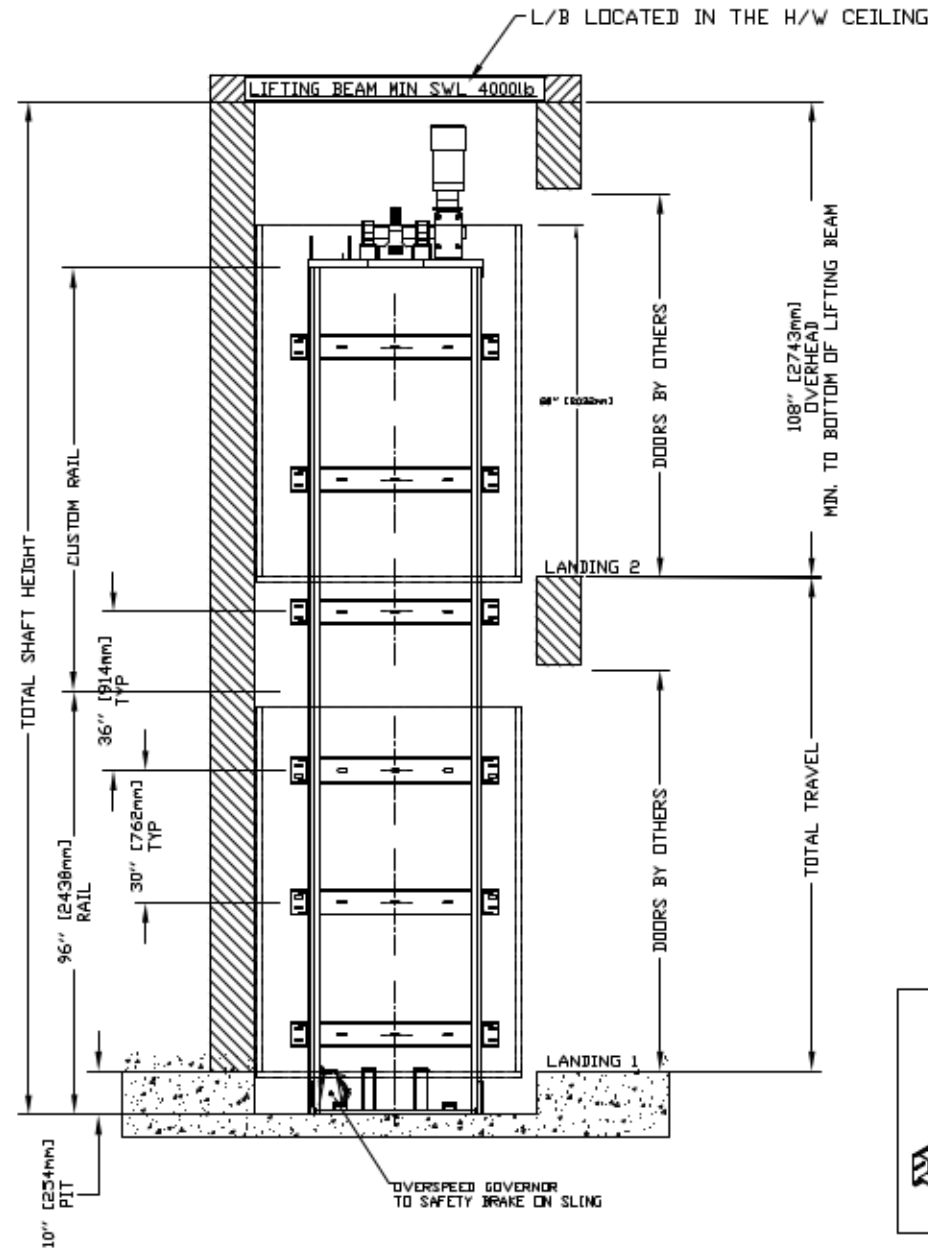 L/B LOCATED IN THE H/W CEILING
LIFTING BEAM MIN SWL 4000lb
TOTAL SHAFT HEIGHT
CUSTOM RAIL
36" [914mm]
TYP
30" [762mm]
TYP
96" [2438mm]
RAIL
10" [254mm]
PIT
DOORS BY OTHERS
108" [2743mm]
OVERHEAD
MIN. TO BOTTOM OF LIFTING BEAM
LANDING 2
DOORS BY OTHERS
TOTAL TRAVEL
LANDING 1
OVERSPEED GOVERNOR
TO SAFETY BRAKE ON SLING